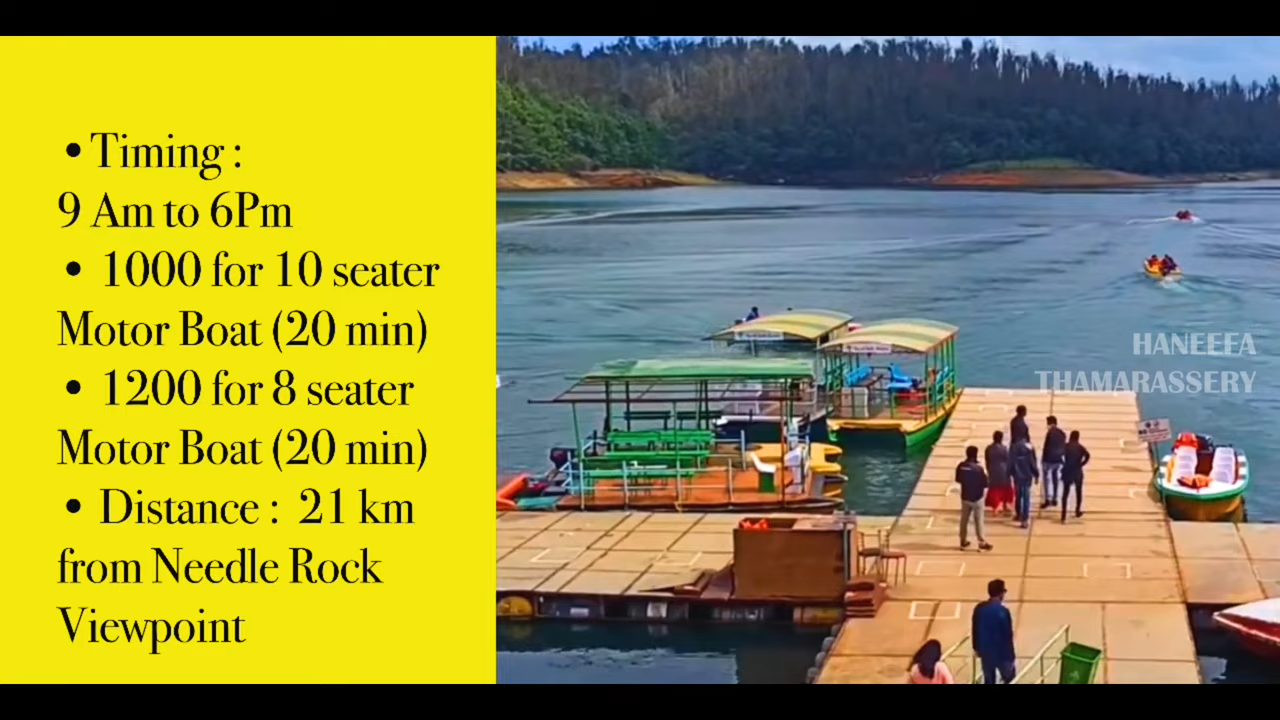 • Timing :
9 Am to 6Pm
• 1000 for 10 seater
Motor Boat (20 min)
• 1200 for 8 seater
Motor Boat (20 min)
• Distance : 21 km
from Needle Rock
Viewpoint
HANEEFA
THAMARASSERY